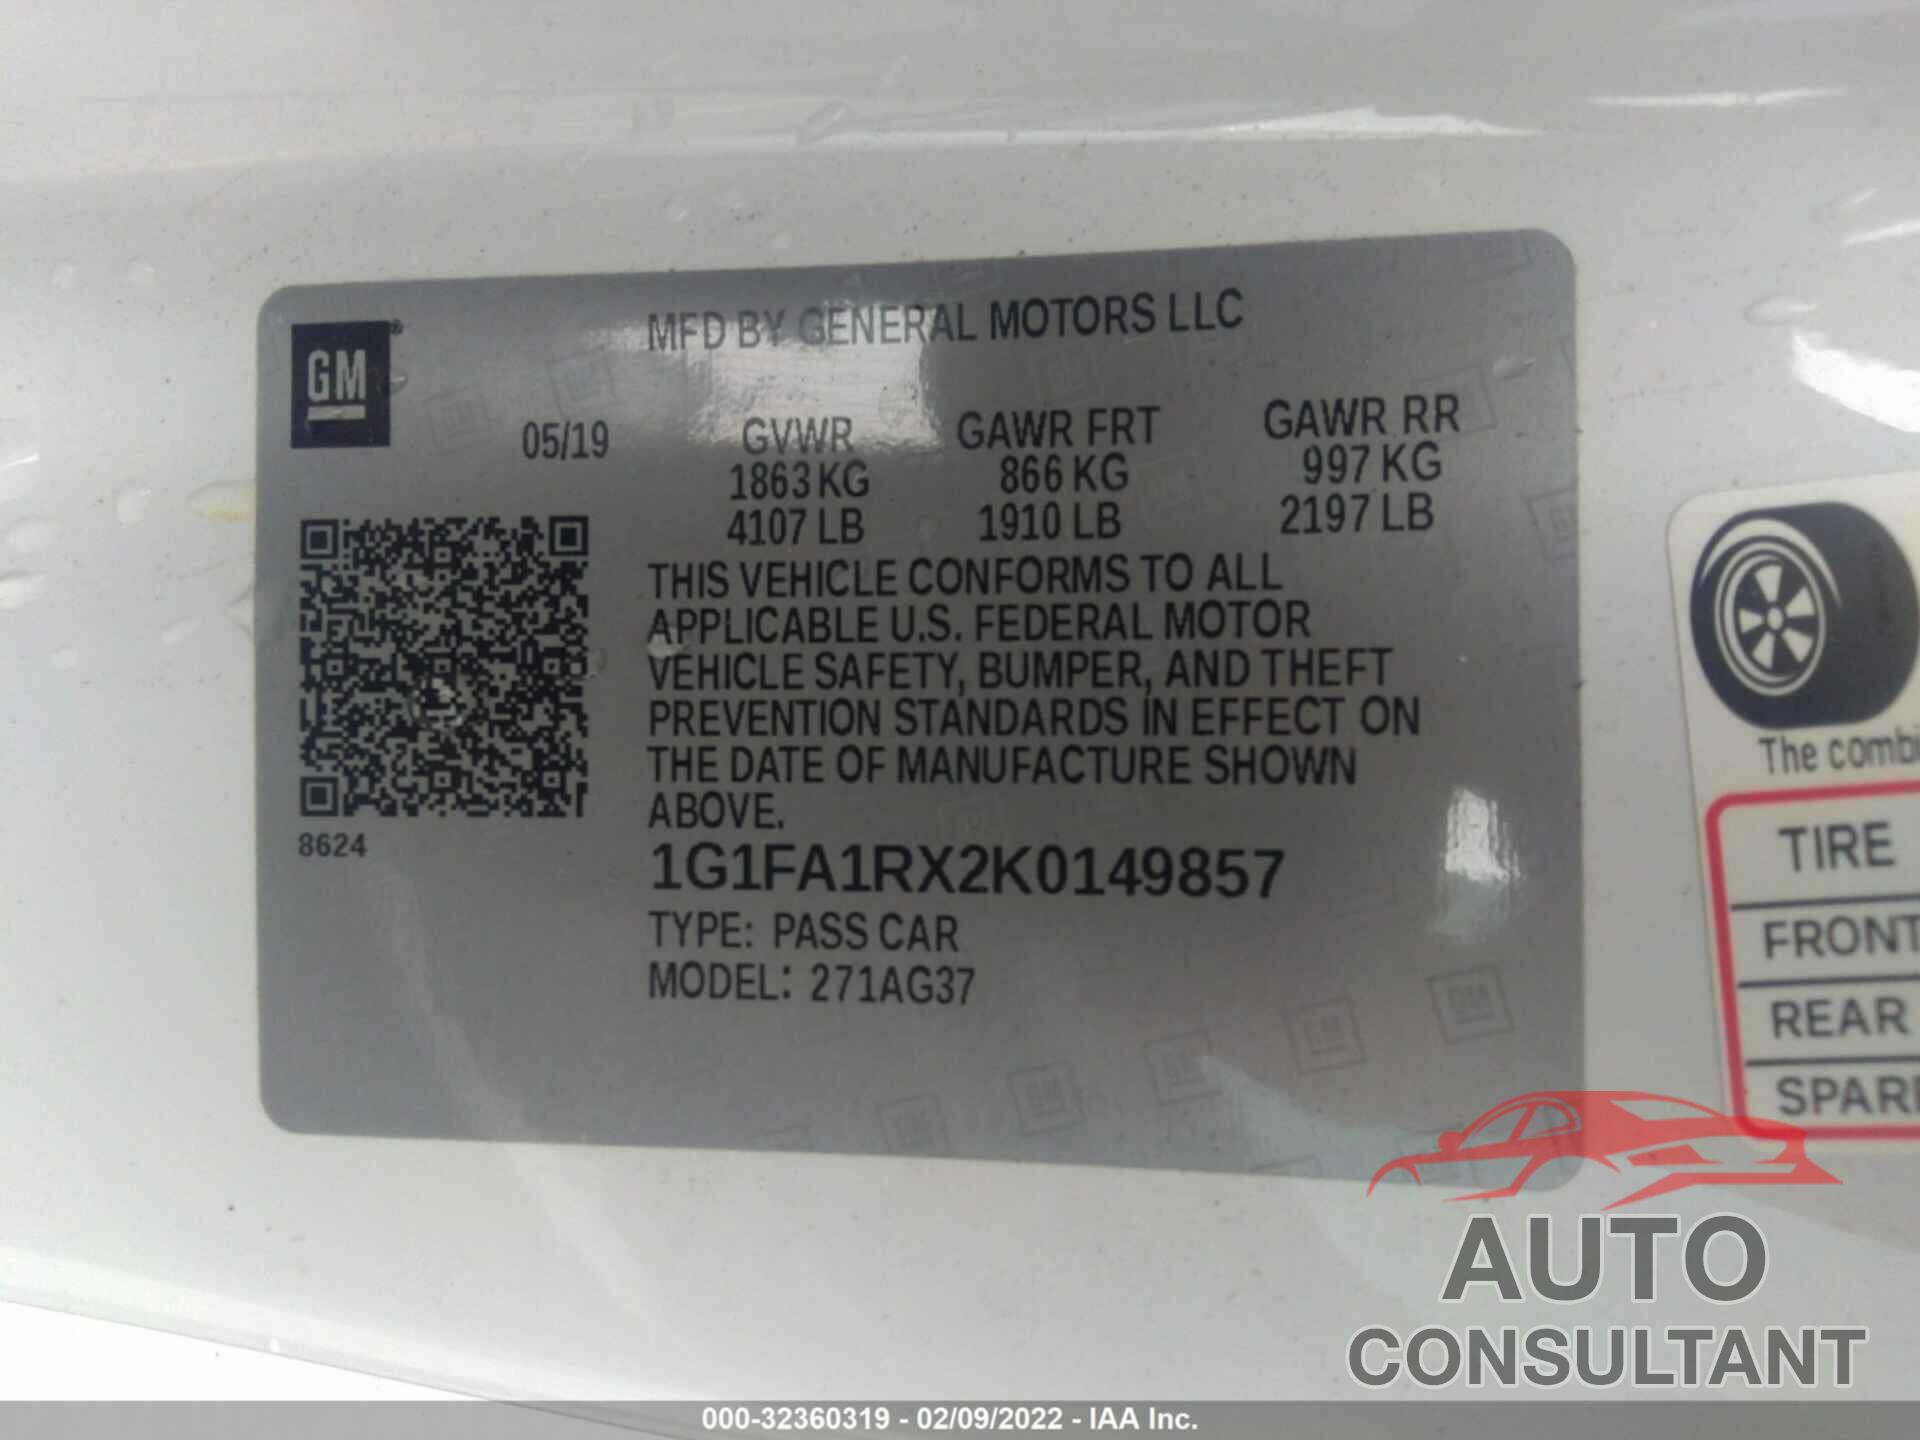 MFD BY GENERAL MOTORS LLC
GM ®
05/19 GVWR GAWR FRT GAWR RR
1863 KG 866 KG 997 KG
4107 LB 1910 LB 2197 LB
THIS VEHICLE CONFORMS TO ALL
APPLICABLE U.S. FEDERAL MOTOR
VEHICLE SAFETY, BUMPER, AND THEFT
PREVENTION STANDARDS IN EFFECT ON
THE DATE OF MANUFACTURE SHOWN
ABOVE.
8624
1G1FA1RX2K0149857
TYPE: PASS CAR
MODEL: 271AG37
The combi
TIRE
FRONT
REAR
SPAR
AUTO
CONSULTANT
000-32360319 - 02/09/2022 - IAA Inc.